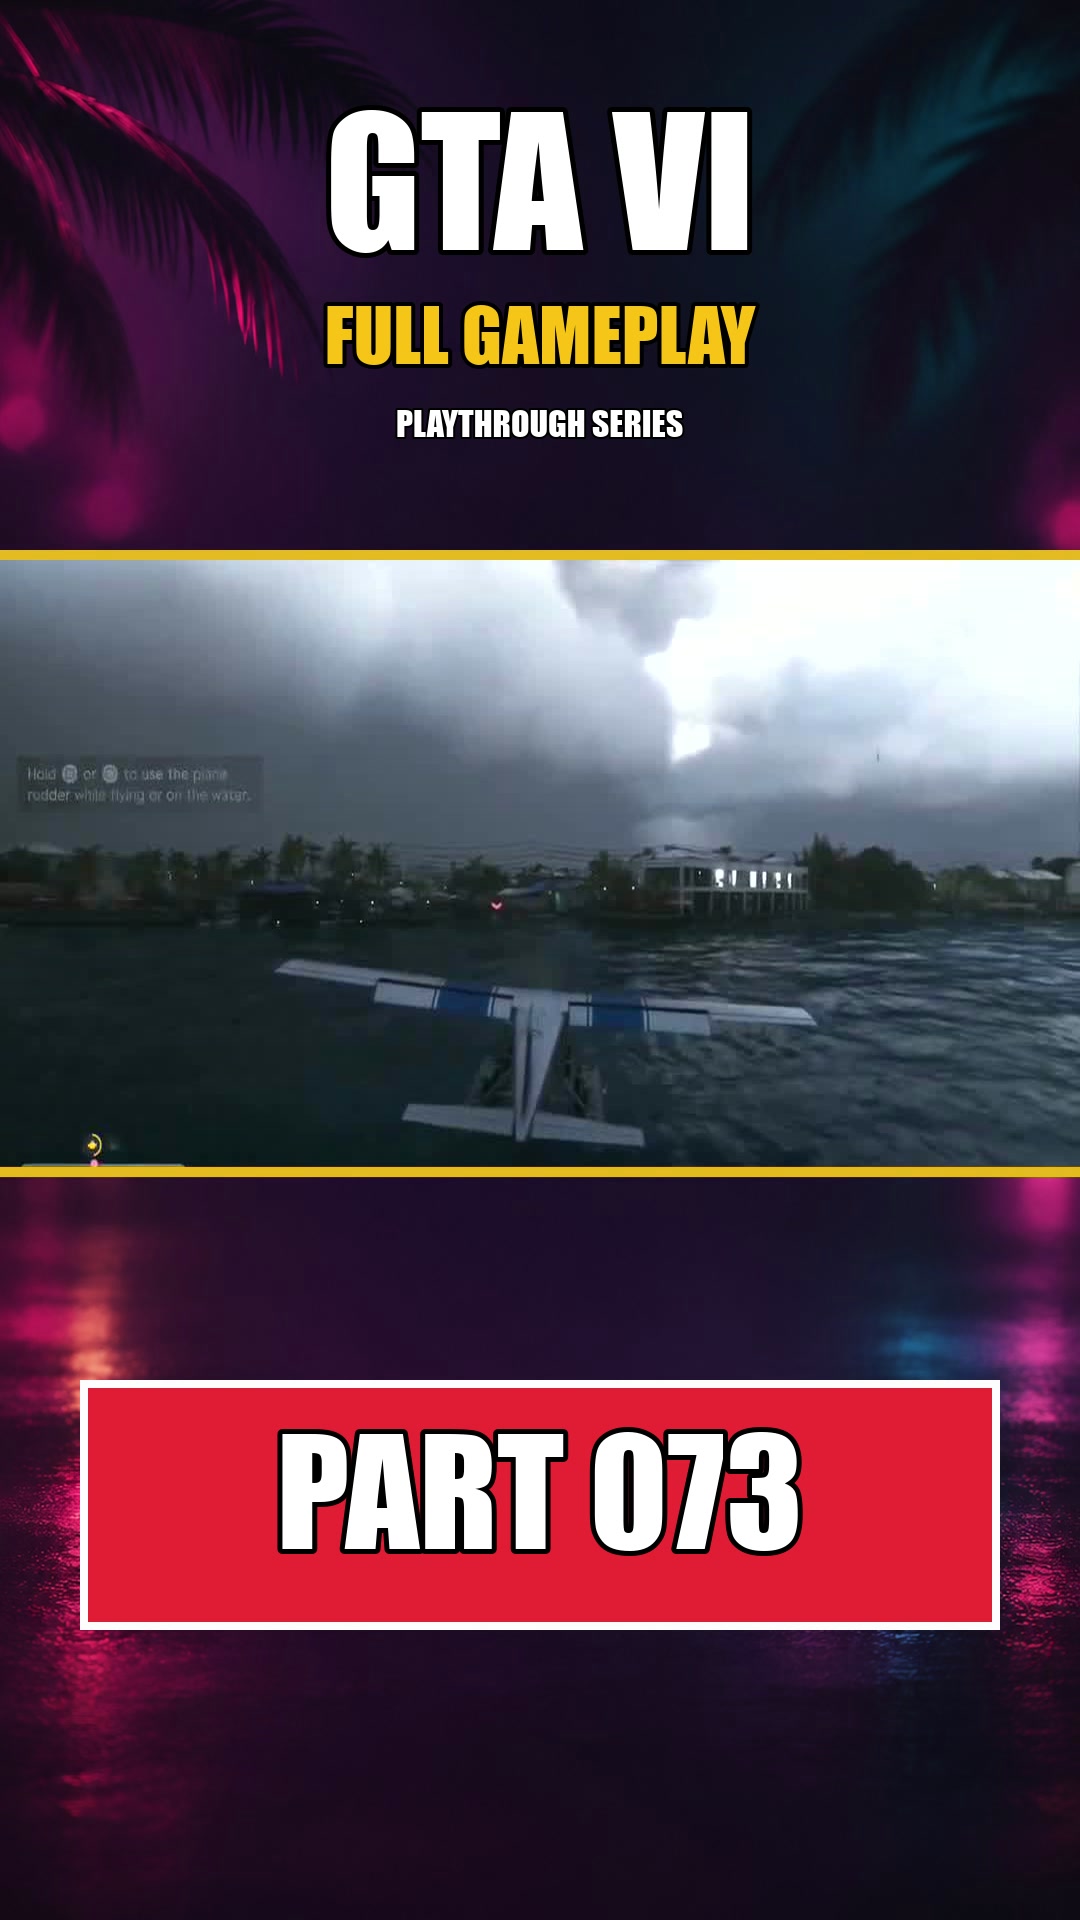 GTA VI
FULL GAMEPLAY
PLAYTHROUGH SERIES
Hold or to use the plane
rudder while flying or on the water.
PART 073